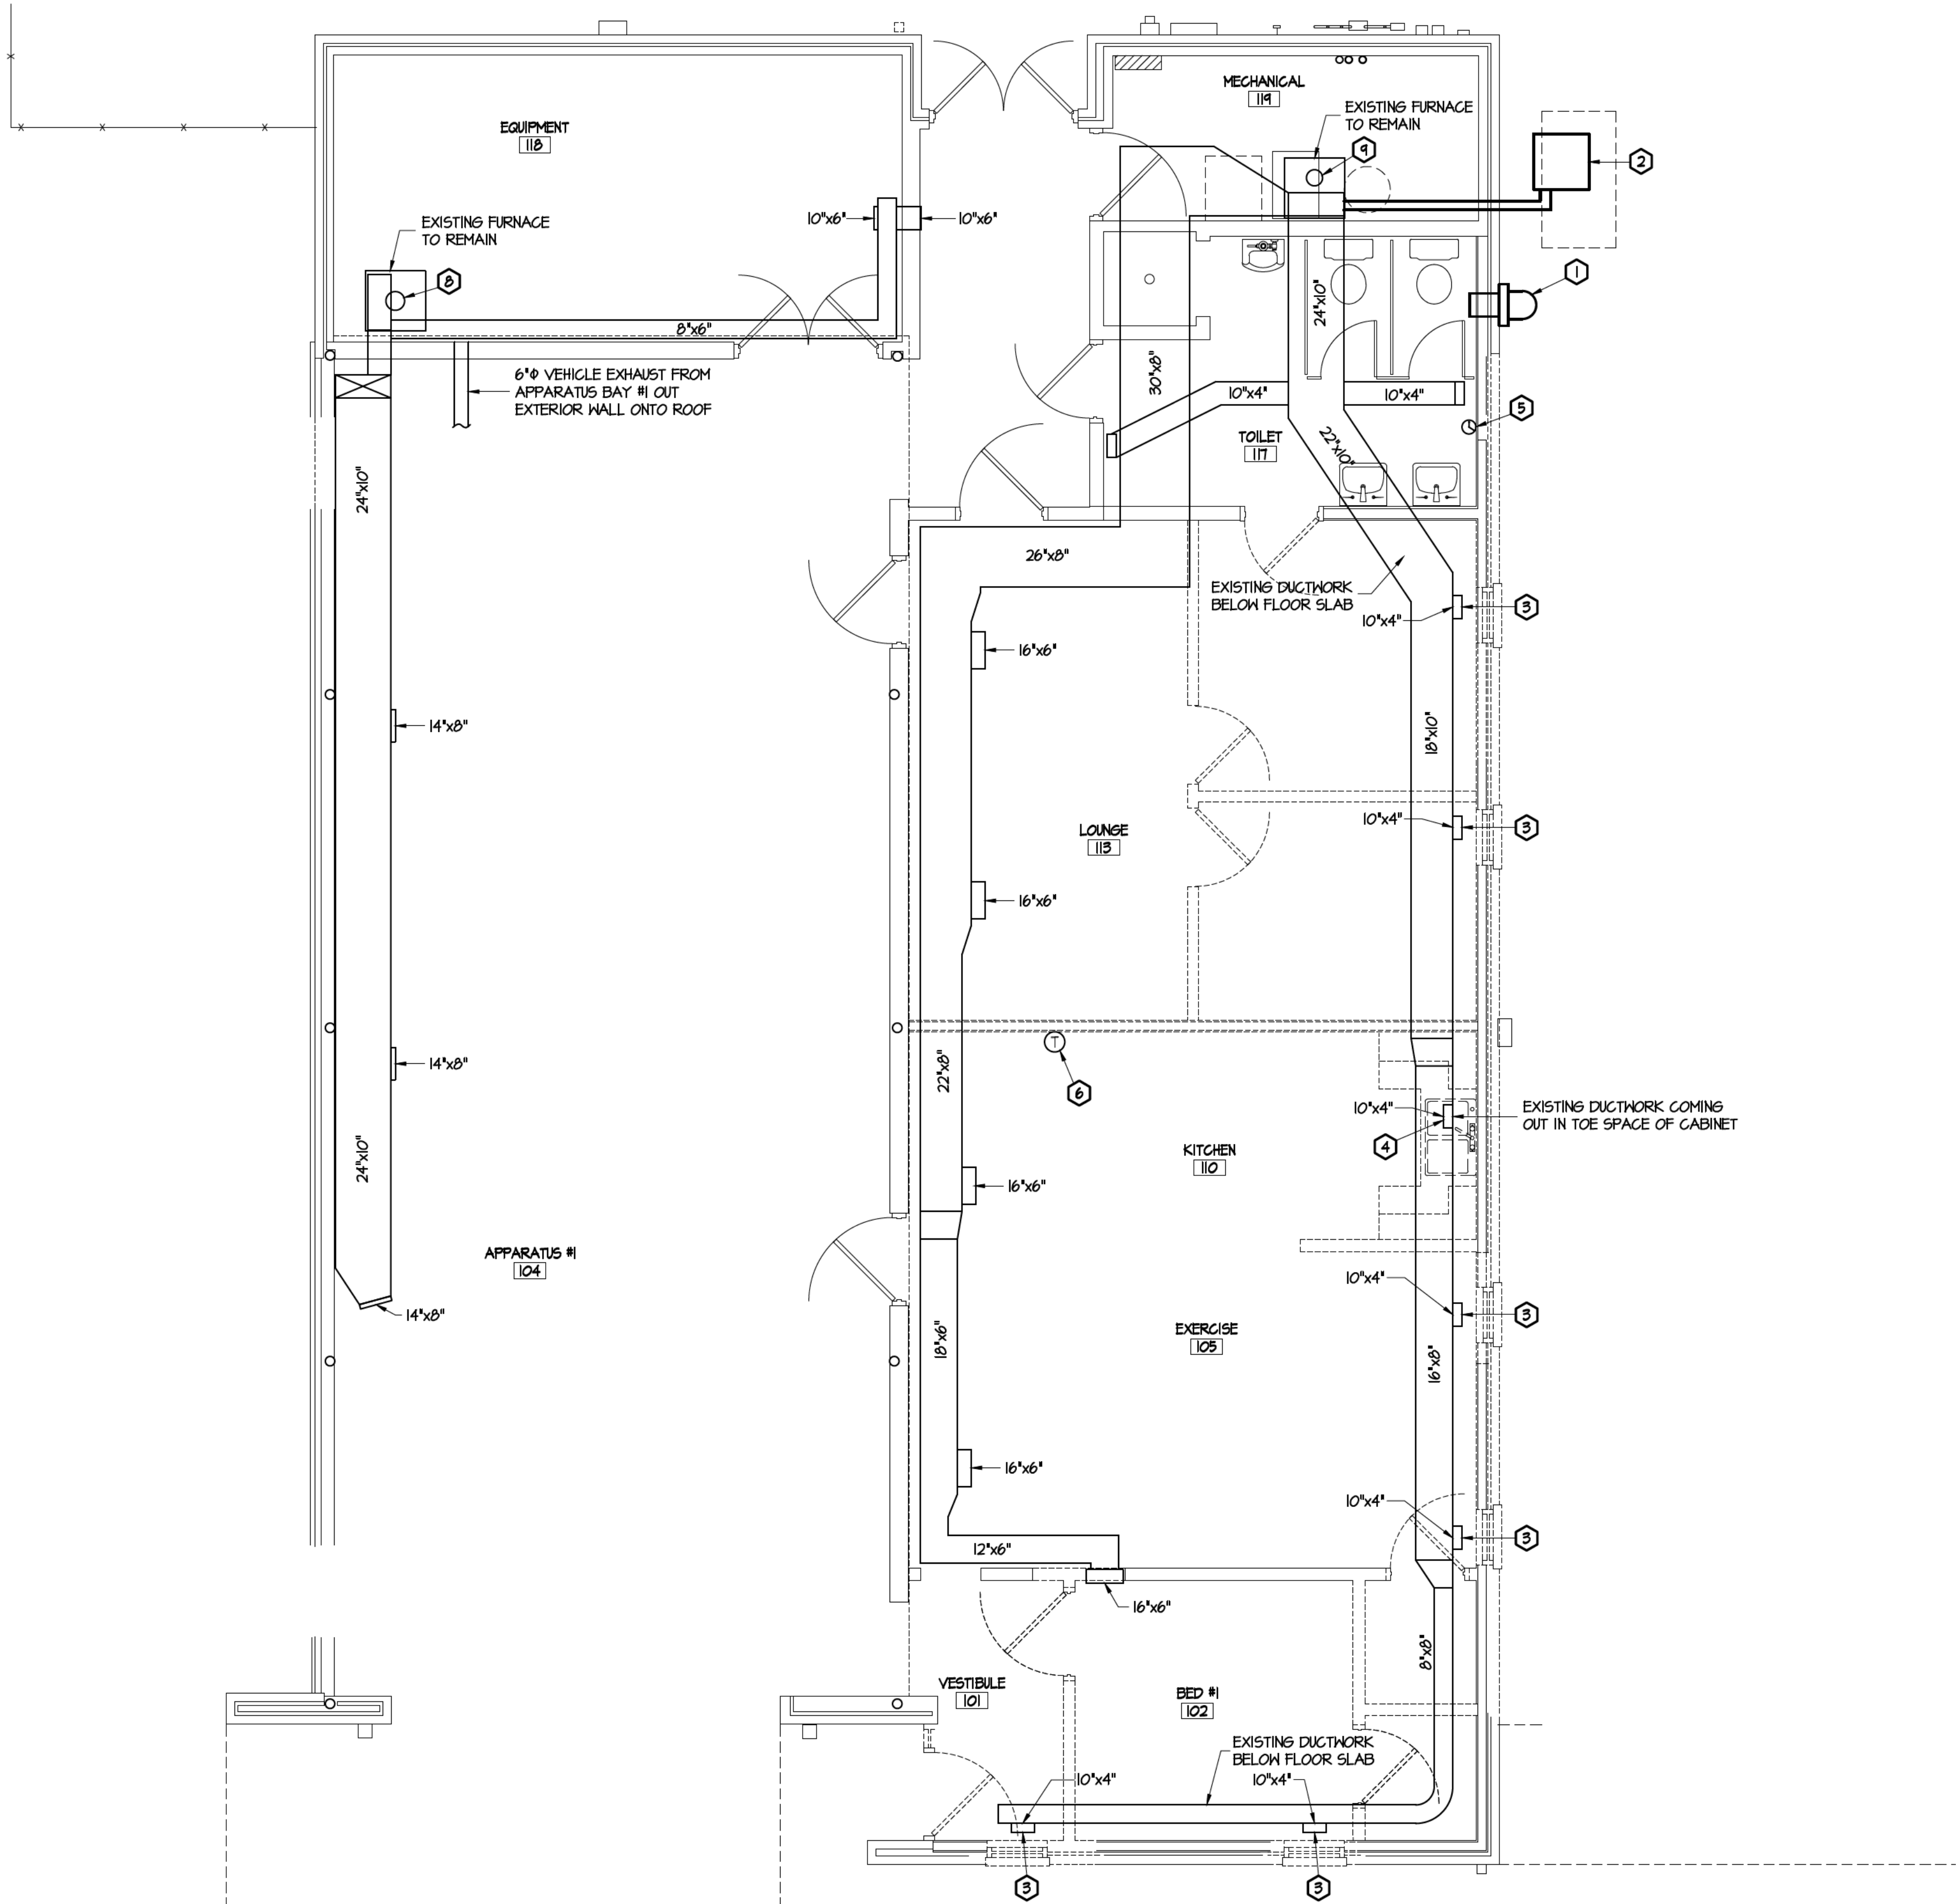 MECHANICAL
119
EXISTING FURNACE
TO REMAIN
9
2
EQUIPMENT
118
EXISTING FURNACE
TO REMAIN
8
10"x6"
10"x6"
1
8"x6"
24"x10"
6"Φ VEHICLE EXHAUST FROM
APPARATUS BAY #1 OUT
EXTERIOR WALL ONTO ROOF
30"x8"
10"x4"
10"x4"
5
TOILET
117
22"x10"
24"x10"
26"x8"
EXISTING DUCTWORK
BELOW FLOOR SLAB
10"x4"
3
16"x6"
14"x8"
18"x10"
LOUNGE
113
10"x4"
3
16"x6"
T
6
14"x8"
22"x8"
10"x4"
4
EXISTING DUCTWORK COMING
OUT IN TOE SPACE OF CABINET
KITCHEN
110
24"x10"
16"x6"
APPARATUS #1
104
10"x4"
3
14"x8"
18"x6"
EXERCISE
105
16"x8"
16"x6"
10"x4"
3
12"x6"
16"x6"
8"x8"
VESTIBULE
101
BED #1
102
EXISTING DUCTWORK
BELOW FLOOR SLAB
10"x4"
10"x4"
3
3